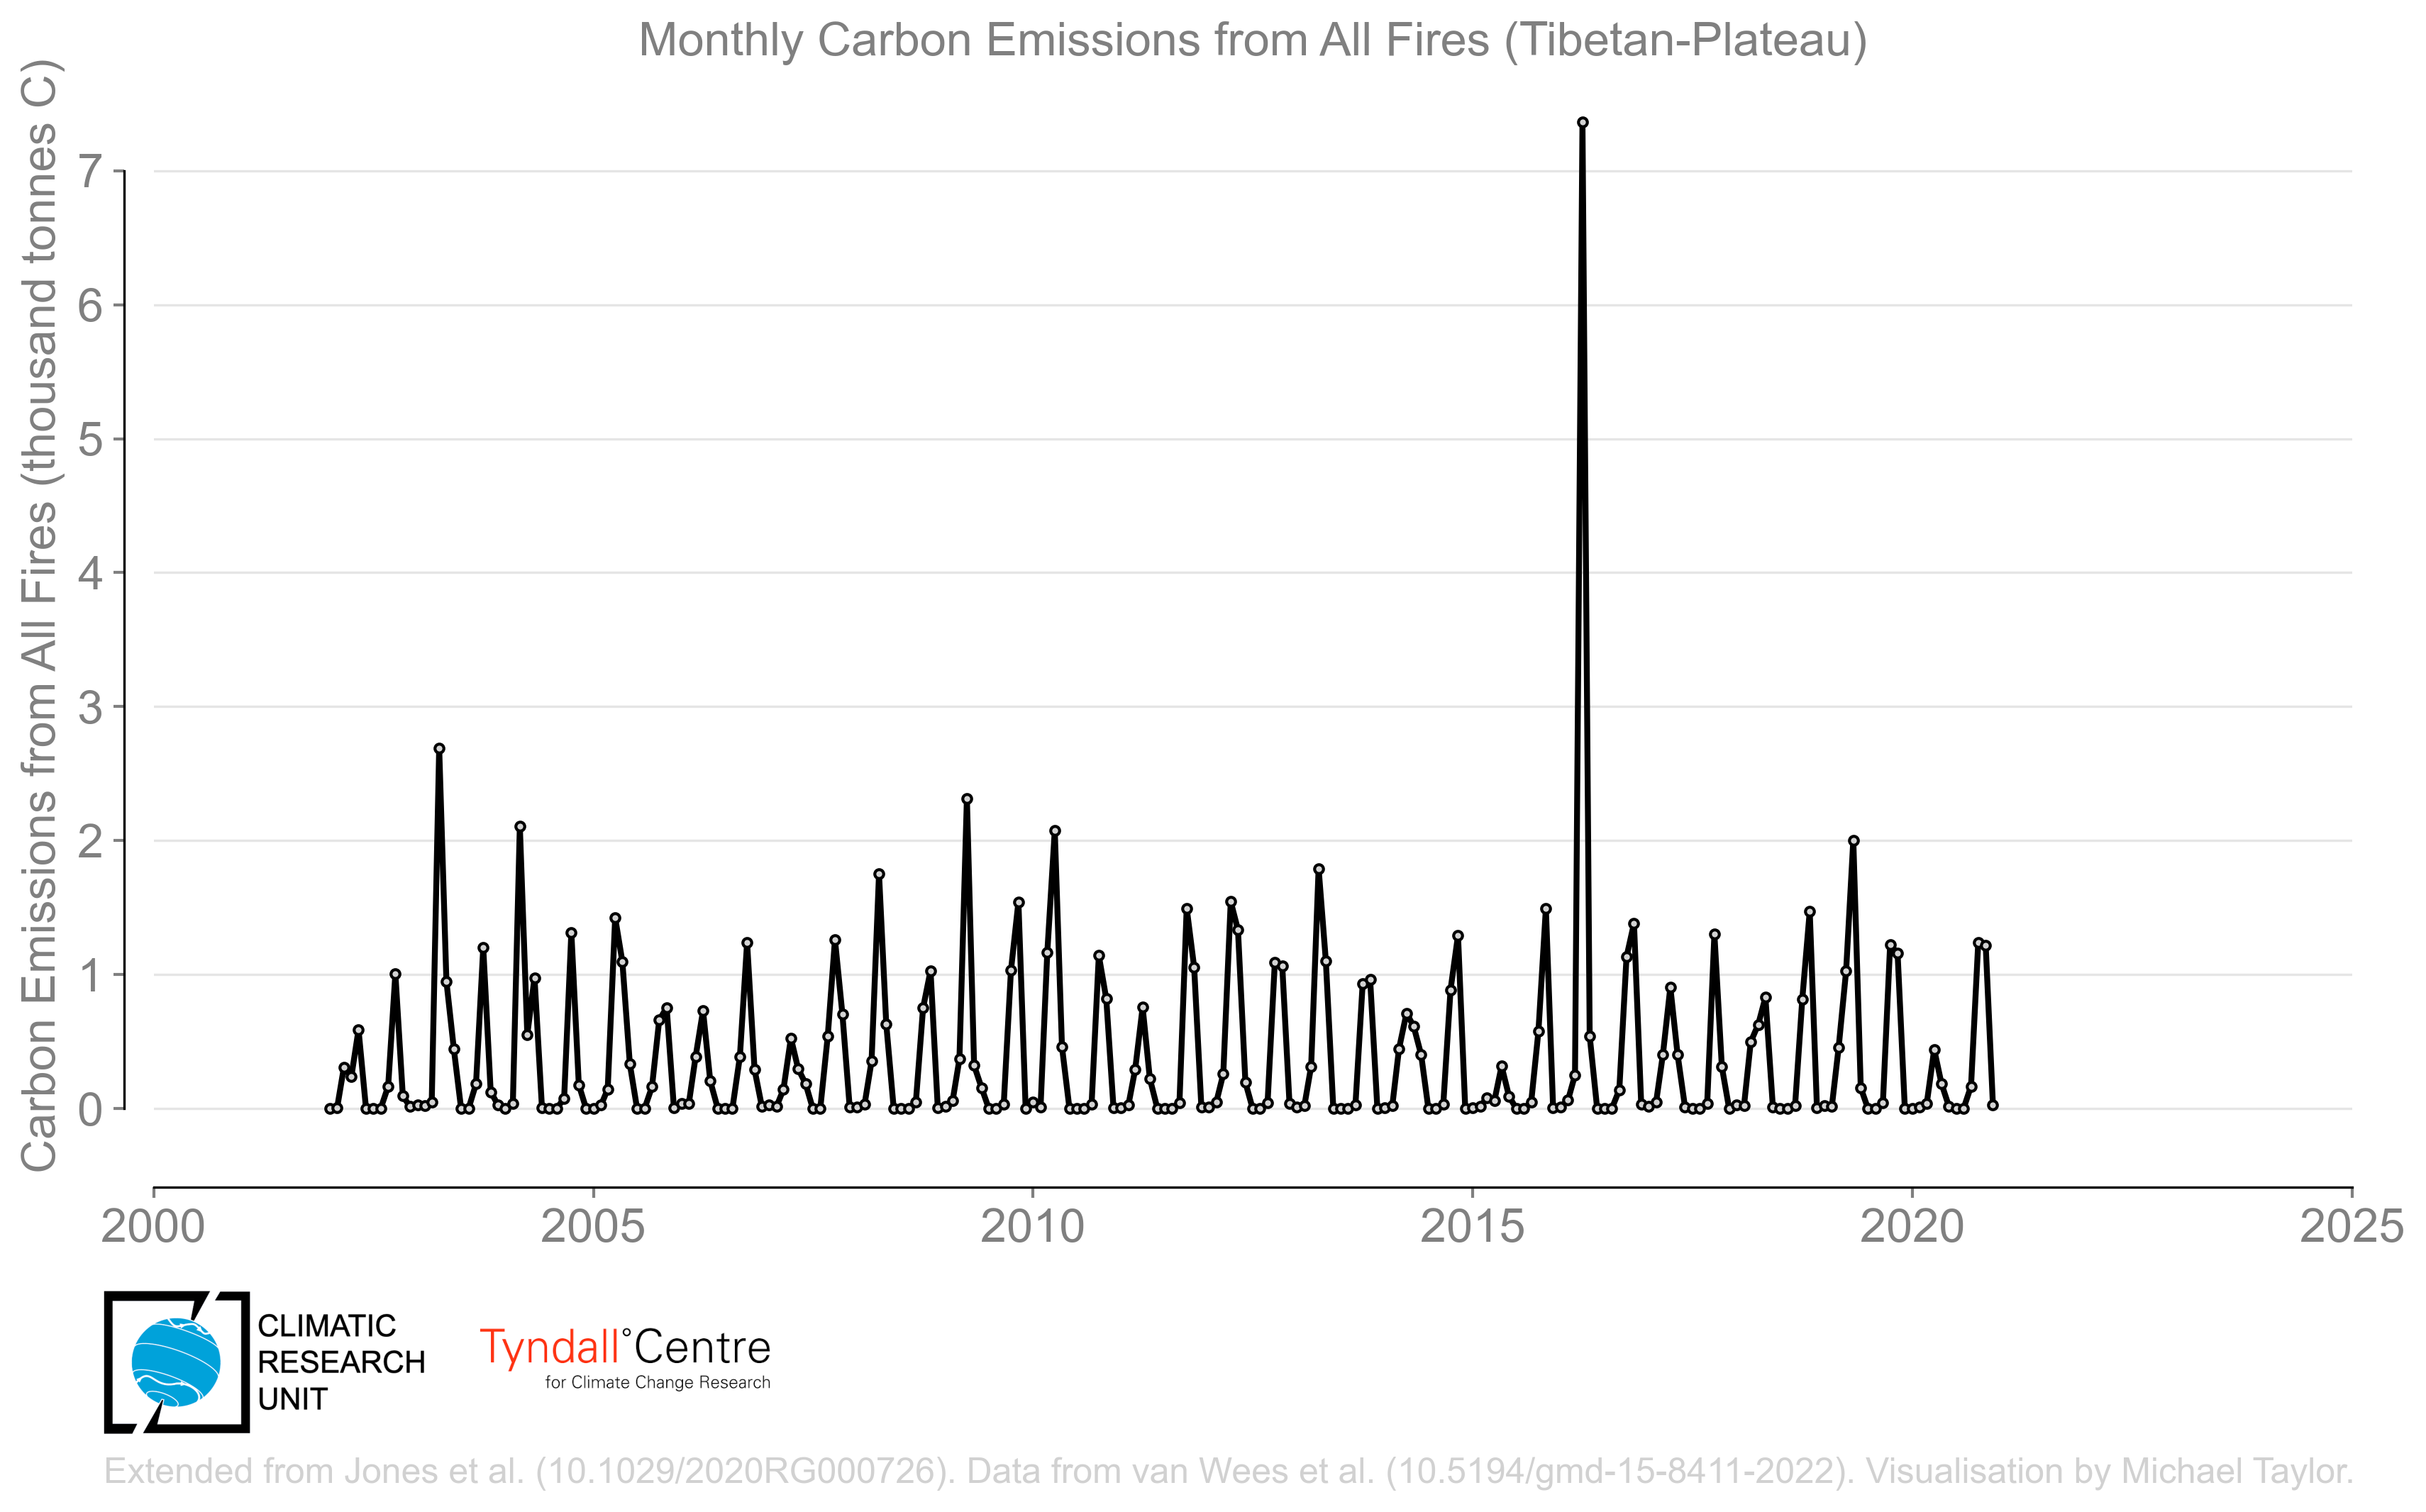 Monthly Carbon Emissions from All Fires (Tibetan-Plateau)
Carbon Emissions from All Fires (thousand tonnes C)
7
6
5
4
3
2
1
0
2000 2005 2010 2015 2020 2025
CLIMATIC
RESEARCH
UNIT
Tyndall°Centre
for Climate Change Research
Extended from Jones et al. (10.1029/2020RG000726). Data from van Wees et al. (10.5194/gmd-15-8411-2022). Visualisation by Michael Taylor.